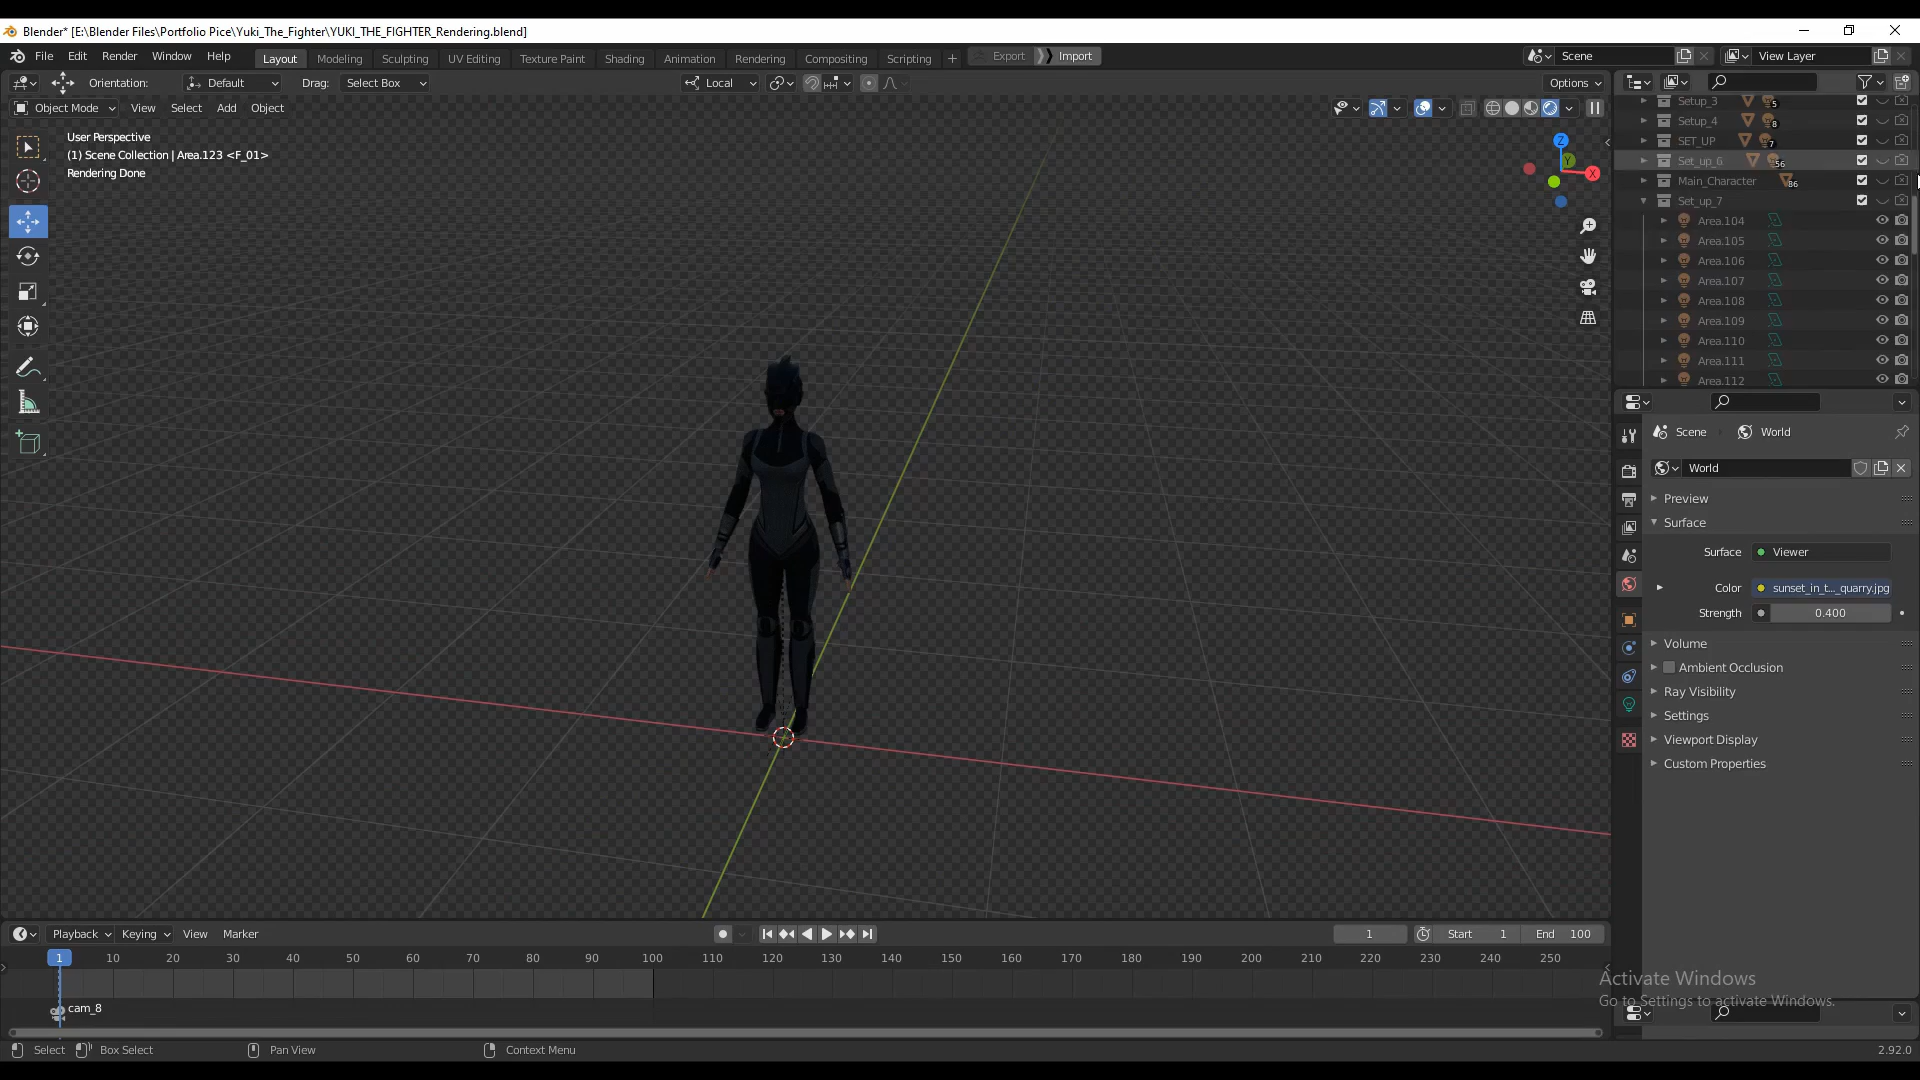 Blender* [E:\Blender Files\Portfolio Pice\Yuki_The_Fighter\YUKI_THE_FIGHTER_Rendering.blend]
File Edit Render Window Help Layout Modeling Sculpting UV Editing Texture Paint Shading Animation Rendering Compositing Scripting + Export Import Scene View Layer
Orientation: Default Drag: Select Box Local Options
Object Mode View Select Add Object
User Perspective
(1) Scene Collection | Area.123 <F_01>
Rendering Done
Z
Y
X
Setup_3 5
Setup_4 8
SET_UP 7
Set_up_6 56
Main_Character 86
Set_up_7
Area.104
Area.105
Area.106
Area.107
Area.108
Area.109
Area.110
Area.111
Area.112
Scene World
World
Preview
Surface
Surface Viewer
Color sunset_in_t..._quarry.jpg
Strength 0.400
Volume
Ambient Occlusion
Ray Visibility
Settings
Viewport Display
Custom Properties
Playback Keying View Marker 1 Start 1 End 100
1 10 20 30 40 50 60 70 80 90 100 110 120 130 140 150 160 170 180 190 200 210 220 230 240 250
cam_8
Activate Windows
Go to Settings to activate Windows.
Select Box Select Pan View Context Menu 2.92.0